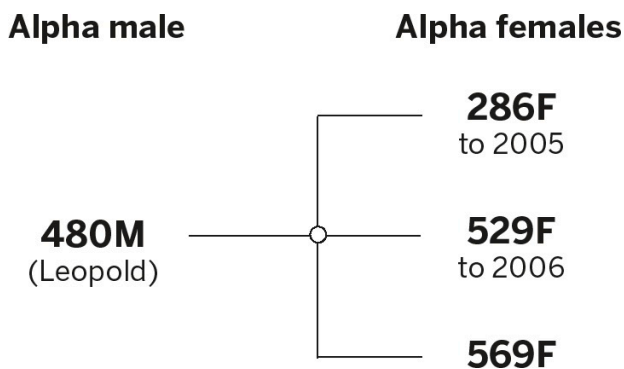 Alpha male
Alpha females
286F
to 2005
480M
(Leopold)
529F
to 2006
569F